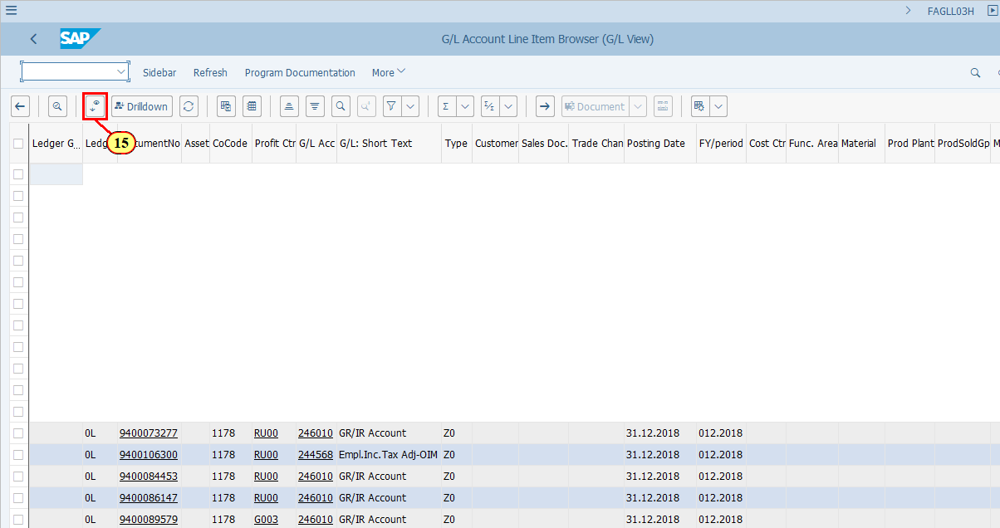 FAGLL03H
SAP
G/L Account Line Item Browser (G/L View)
Sidebar Refresh Program Documentation More
Drilldown Σ Document
15
Ledger G... Ledg umentNo Asset CoCode Profit Ctr G/L Acc G/L: Short Text Type Customer Sales Doc. Trade Chan Posting Date FY/period Cost Ctr Func. Area Material Prod Plant ProdSoldGp M
0L 9400073277 1178 RU00 246010 GR/IR Account Z0 31.12.2018 012.2018
0L 9400106300 1178 RU00 244568 Empl.Inc.Tax Adj-OIM Z0 31.12.2018 012.2018
0L 9400084453 1178 RU00 246010 GR/IR Account Z0 31.12.2018 012.2018
0L 9400086147 1178 RU00 246010 GR/IR Account Z0 31.12.2018 012.2018
0L 9400089579 1178 G003 246010 GR/IR Account Z0 31.12.2018 012.2018